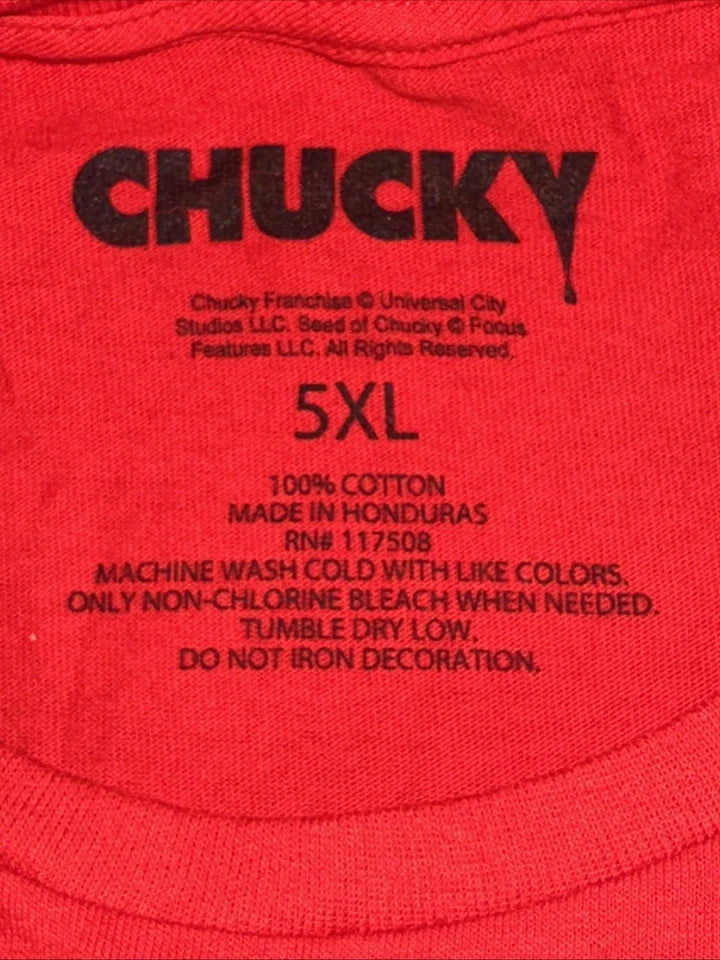 CHUCKY
Chucky Franchise © Universal City
Studios LLC. Seed of Chucky © Focus
Features LLC. All Rights Reserved.
5XL
100% COTTON
MADE IN HONDURAS
RN# 117508
MACHINE WASH COLD WITH LIKE COLORS.
ONLY NON-CHLORINE BLEACH WHEN NEEDED.
TUMBLE DRY LOW.
DO NOT IRON DECORATION.